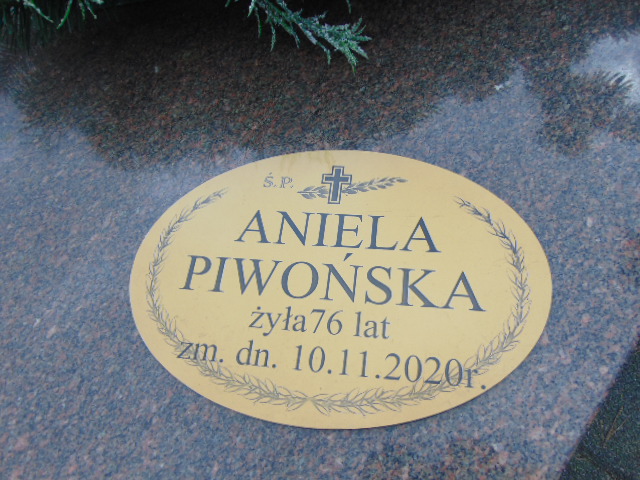 Ś.P.
ANIELA
PIWOŃSKA
żyła76 lat
zm. dn. 10.11.2020r.